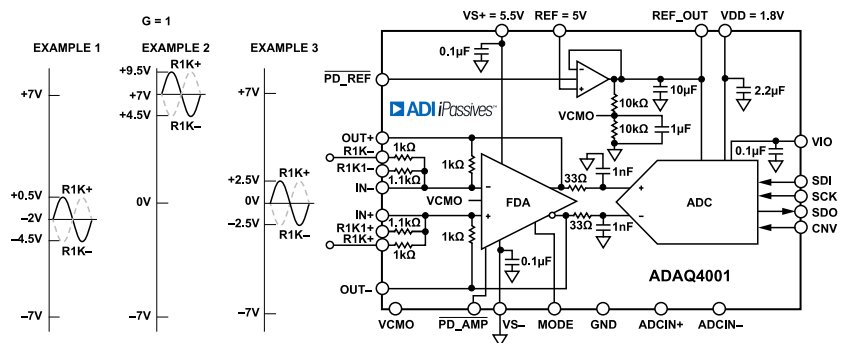 G = 1
EXAMPLE 1
+7V
+0.5V
R1K+
–2V
–4.5V
R1K–
–7V
EXAMPLE 2
R1K+
+9.5V
+7V
+4.5V
R1K–
0V
–7V
EXAMPLE 3
+7V
+2.5V
R1K+
0V
–2.5V
R1K–
–7V
VS+ = 5.5V
REF = 5V
REF_OUT
VDD = 1.8V
0.1µF
PD_REF
10kΩ
10µF
2.2µF
VCMO
10kΩ
1µF
ADI iPassives™
OUT+
R1K–
1kΩ
R1K1–
1.1kΩ
IN–
1kΩ
VCMO
FDA
33Ω
1nF
ADC
0.1µF
VIO
SDI
SCK
SDO
CNV
IN+
1.1kΩ
R1K1+
R1K+
1kΩ
1kΩ
33Ω
1nF
0.1µF
OUT–
ADAQ4001
VCMO
PD_AMP
VS–
MODE
GND
ADCIN+
ADCIN–